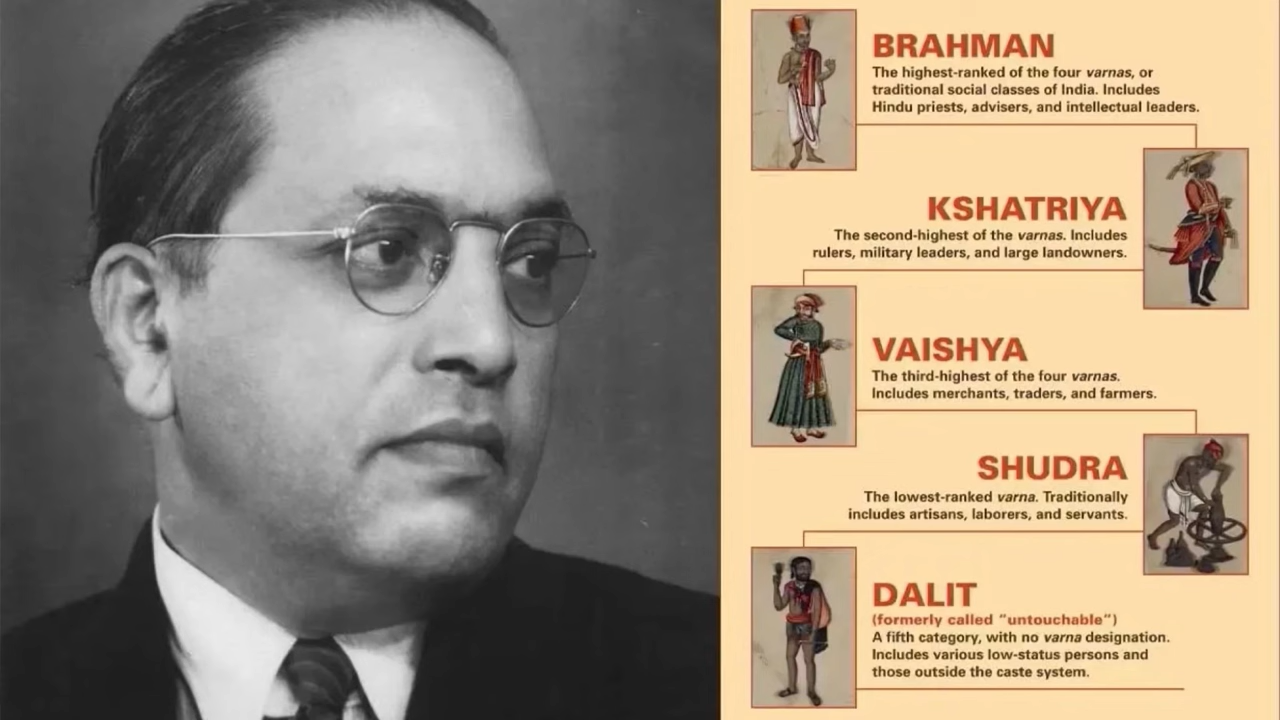 BRAHMAN
The highest-ranked of the four varnas, or
traditional social classes of India. Includes
Hindu priests, advisers, and intellectual leaders.
KSHATRIYA
The second-highest of the varnas. Includes
rulers, military leaders, and large landowners.
VAISHYA
The third-highest of the four varnas.
Includes merchants, traders, and farmers.
SHUDRA
The lowest-ranked varna. Traditionally
includes artisans, laborers, and servants.
DALIT
(formerly called “untouchable”)
A fifth category, with no varna designation.
Includes various low-status persons and
those outside the caste system.